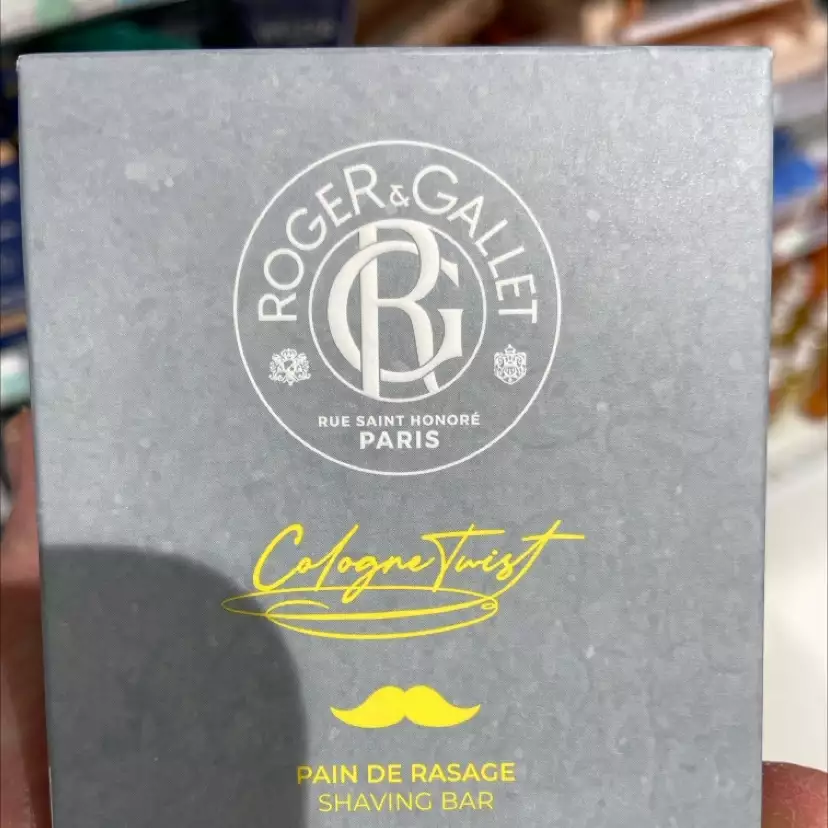 ROGER & GALLET
RG
RUE SAINT HONORÉ
PARIS
Cologne Twist
PAIN DE RASAGE
SHAVING BAR